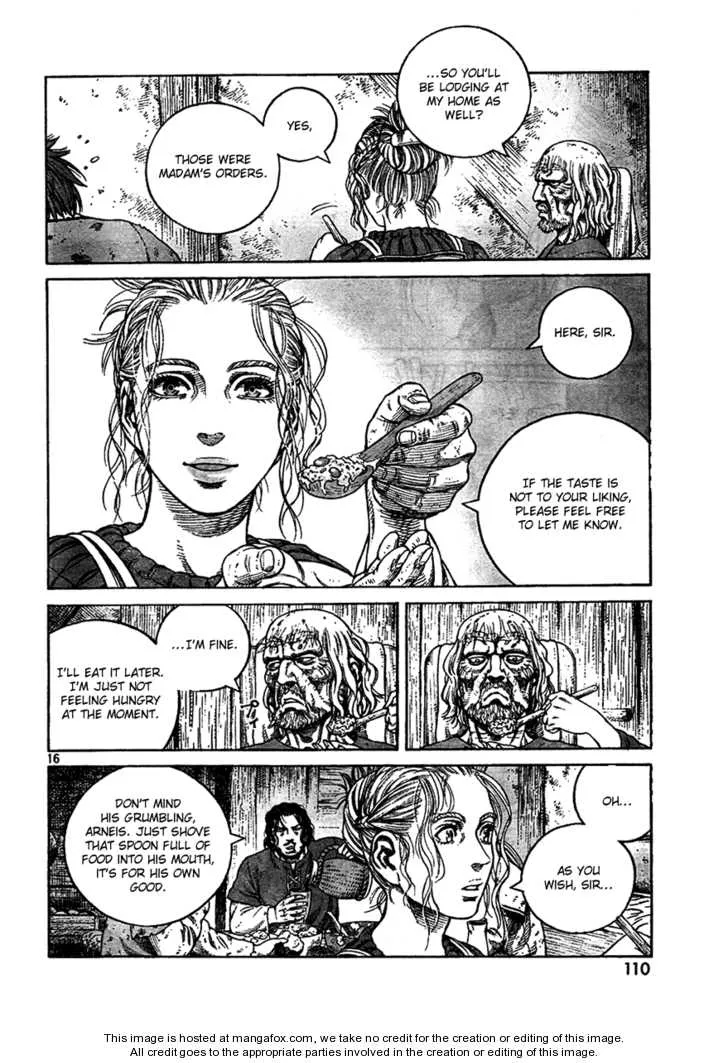 ...SO YOU'LL
BE LODGING AT
MY HOME AS
WELL?
YES,
THOSE WERE
MADAM'S ORDERS.
HERE, SIR.
IF THE TASTE
IS NOT TO YOUR LIKING,
PLEASE FEEL FREE
TO LET ME KNOW.
...I'M FINE.
I'LL EAT IT LATER.
I'M JUST NOT
FEELING HUNGRY
AT THE MOMENT.
プイ
16
OH...
AS YOU
WISH, SIR...
DON'T MIND
HIS GRUMBLING,
ARNEIS. JUST SHOVE
THAT SPOON FULL OF
FOOD INTO HIS MOUTH,
IT'S FOR HIS OWN
GOOD.
110
This image is hosted at mangafox.com, we take no credit for the creation or editing of this image.
All credit goes to the appropriate parties involved in the creation or editing of this image.